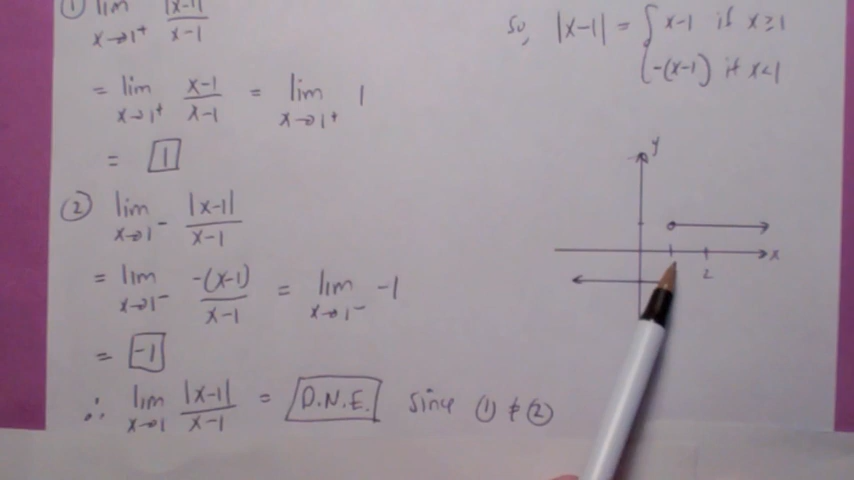 ① lim x→1⁺ |x-1|/(x-1)
= lim x→1⁺ (x-1)/(x-1) = lim x→1⁺ 1
= 1
② lim x→1⁻ |x-1|/(x-1)
= lim x→1⁻ -(x-1)/(x-1) = lim x→1⁻ -1
= -1
∴ lim x→1 |x-1|/(x-1) = D.N.E. since ① ≠ ②
So, |x-1| = { x-1 if x≥1
-(x-1) if x<1
y
x
2